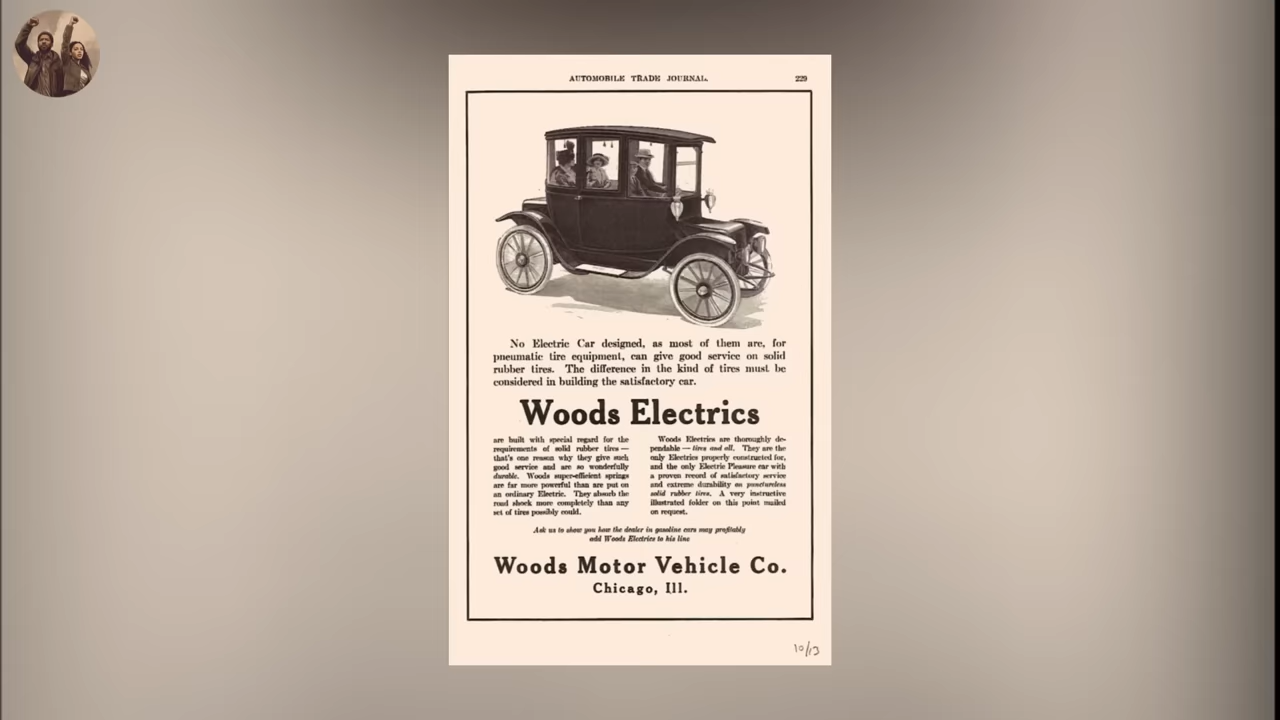 AUTOMOBILE TRADE JOURNAL.
229
No Electric Car designed, as most of them are, for
pneumatic tire equipment, can give good service on solid
rubber tires. The difference in the kind of tires must be
considered in building the satisfactory car.
Woods Electrics
are built with special regard for the
requirements of solid rubber tires —
that's one reason why they give such
good service and are so wonderfully
durable. Woods super-efficient springs
are far more powerful than are put on
an ordinary Electric. They absorb the
road shock more completely than any
set of tires possibly could.
Woods Electrics are thoroughly de-
pendable — tires and all. They are the
only Electrics properly constructed for,
and the only Electric Pleasure car with
a proven record of satisfactory service
and extreme durability on punctureless
solid rubber tires. A very instructive
illustrated folder on this point mailed
on request.
Ask us to show you how the dealer in gasoline cars may profitably
add Woods Electrics to his line
Woods Motor Vehicle Co.
Chicago, Ill.
10/13